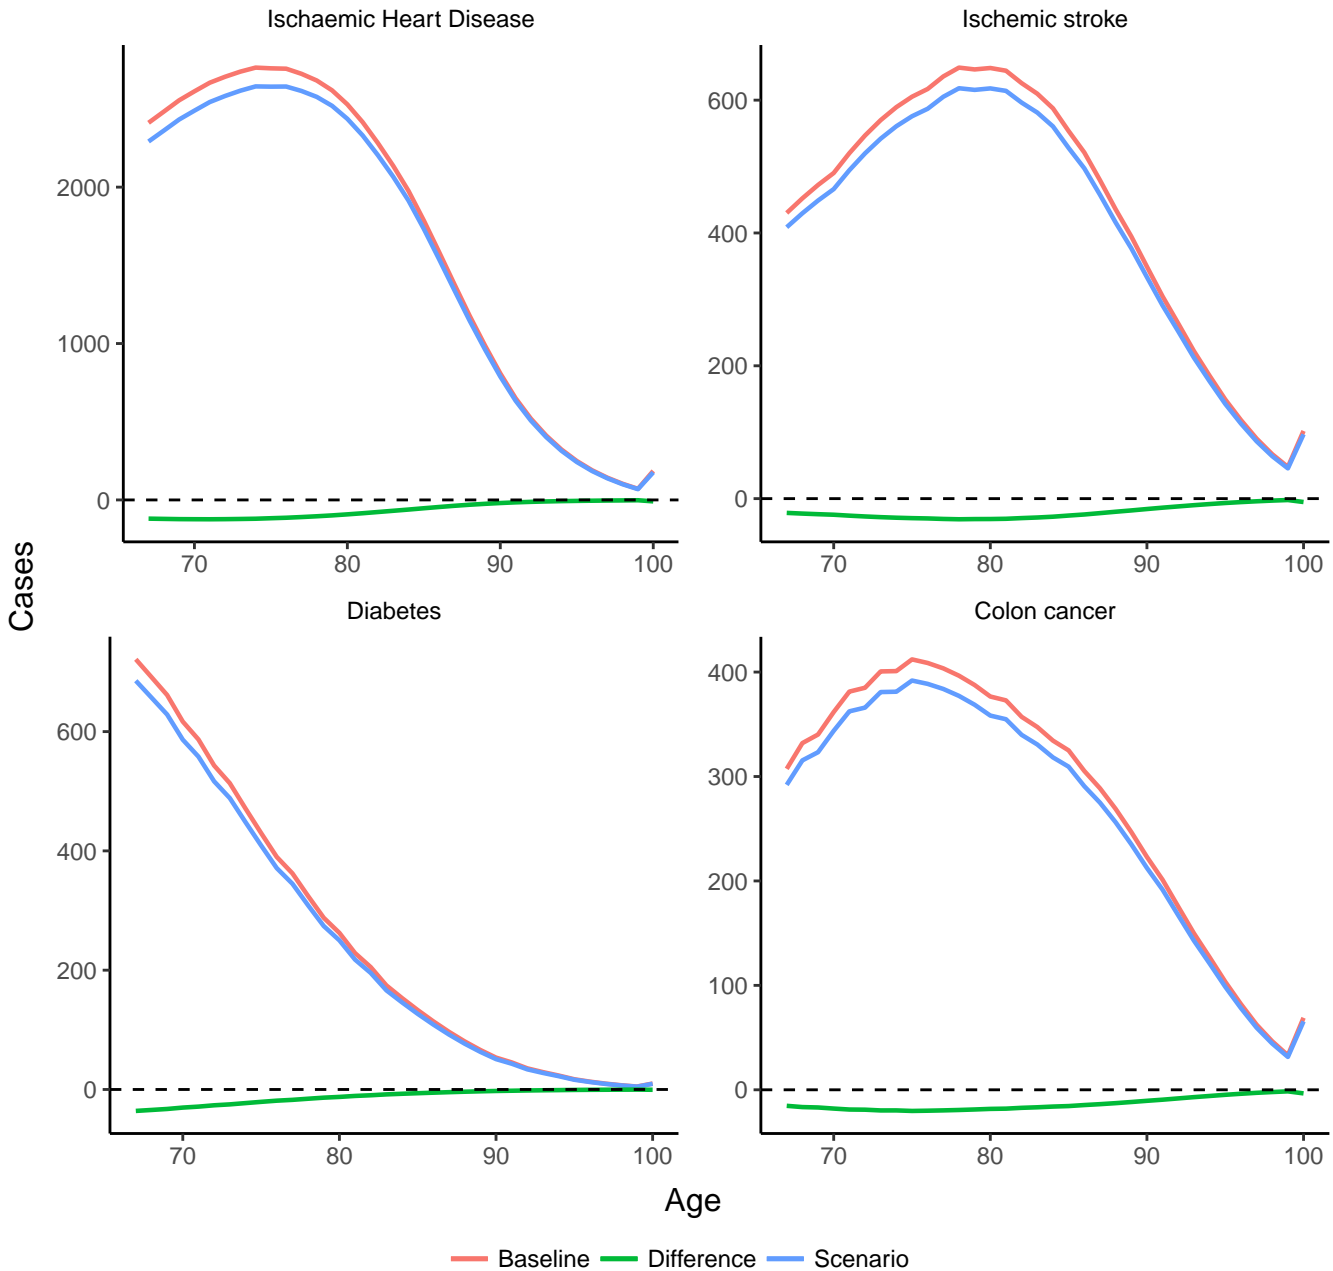 Ischaemic Heart Disease
Ischemic stroke
2000
1000
0
70 80 90 100
600
400
200
0
70 80 90 100
Cases
Diabetes
Colon cancer
600
400
200
0
70 80 90 100
400
300
200
100
0
70 80 90 100
Age
Baseline Difference Scenario